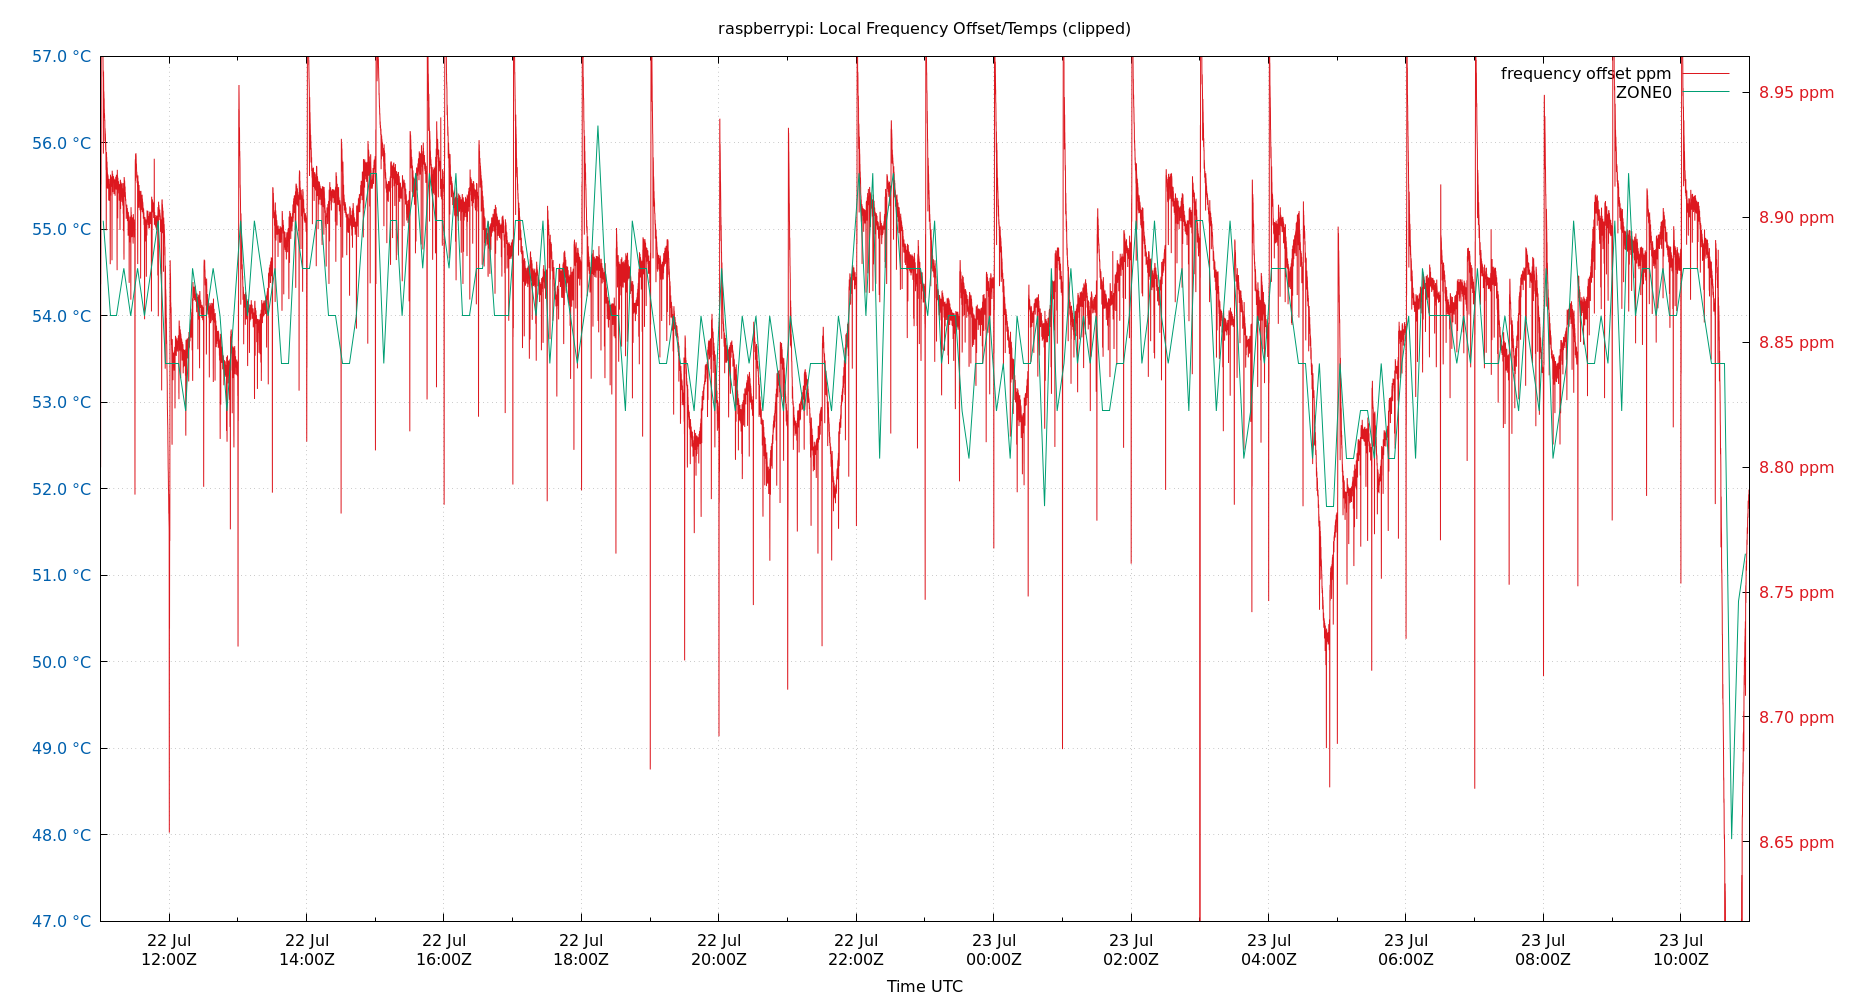 raspberrypi: Local Frequency Offset/Temps (clipped)
57.0 °C
56.0 °C
55.0 °C
54.0 °C
53.0 °C
52.0 °C
51.0 °C
50.0 °C
49.0 °C
48.0 °C
47.0 °C
frequency offset ppm
ZONE0
8.95 ppm
8.90 ppm
8.85 ppm
8.80 ppm
8.75 ppm
8.70 ppm
8.65 ppm
22 Jul 22 Jul 22 Jul 22 Jul 22 Jul 22 Jul 23 Jul 23 Jul 23 Jul 23 Jul 23 Jul 23 Jul
12:00Z 14:00Z 16:00Z 18:00Z 20:00Z 22:00Z 00:00Z 02:00Z 04:00Z 06:00Z 08:00Z 10:00Z
Time UTC